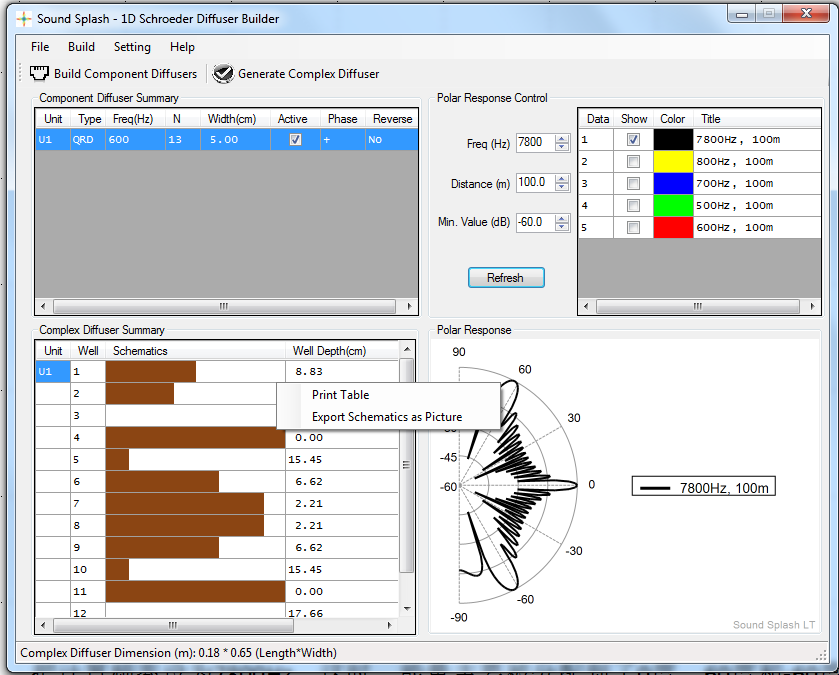 Sound Splash - 1D Schroeder Diffuser Builder
File Build Setting Help
Build Component Diffusers Generate Complex Diffuser
Component Diffuser Summary
Unit Type Freq(Hz) N Width(cm) Active Phase Reverse
U1 QRD 600 13 5.00 + No
Polar Response Control
Freq (Hz) 7800
Distance (m) 100.0
Min. Value (dB) -60.0
Refresh
Data Show Color Title
1 7800Hz, 100m
2 800Hz, 100m
3 700Hz, 100m
4 500Hz, 100m
5 600Hz, 100m
Complex Diffuser Summary
Unit Well Schematics Well Depth(cm)
U1 1 8.83
2
3
4 0.00
5 15.45
6 6.62
7 2.21
8 2.21
9 6.62
10 15.45
11 0.00
12 17.66
Print Table
Export Schematics as Picture
Polar Response
90
60
30
0
-30
-60
-90
-45
-60
7800Hz, 100m
Sound Splash LT
Complex Diffuser Dimension (m): 0.18 * 0.65 (Length*Width)